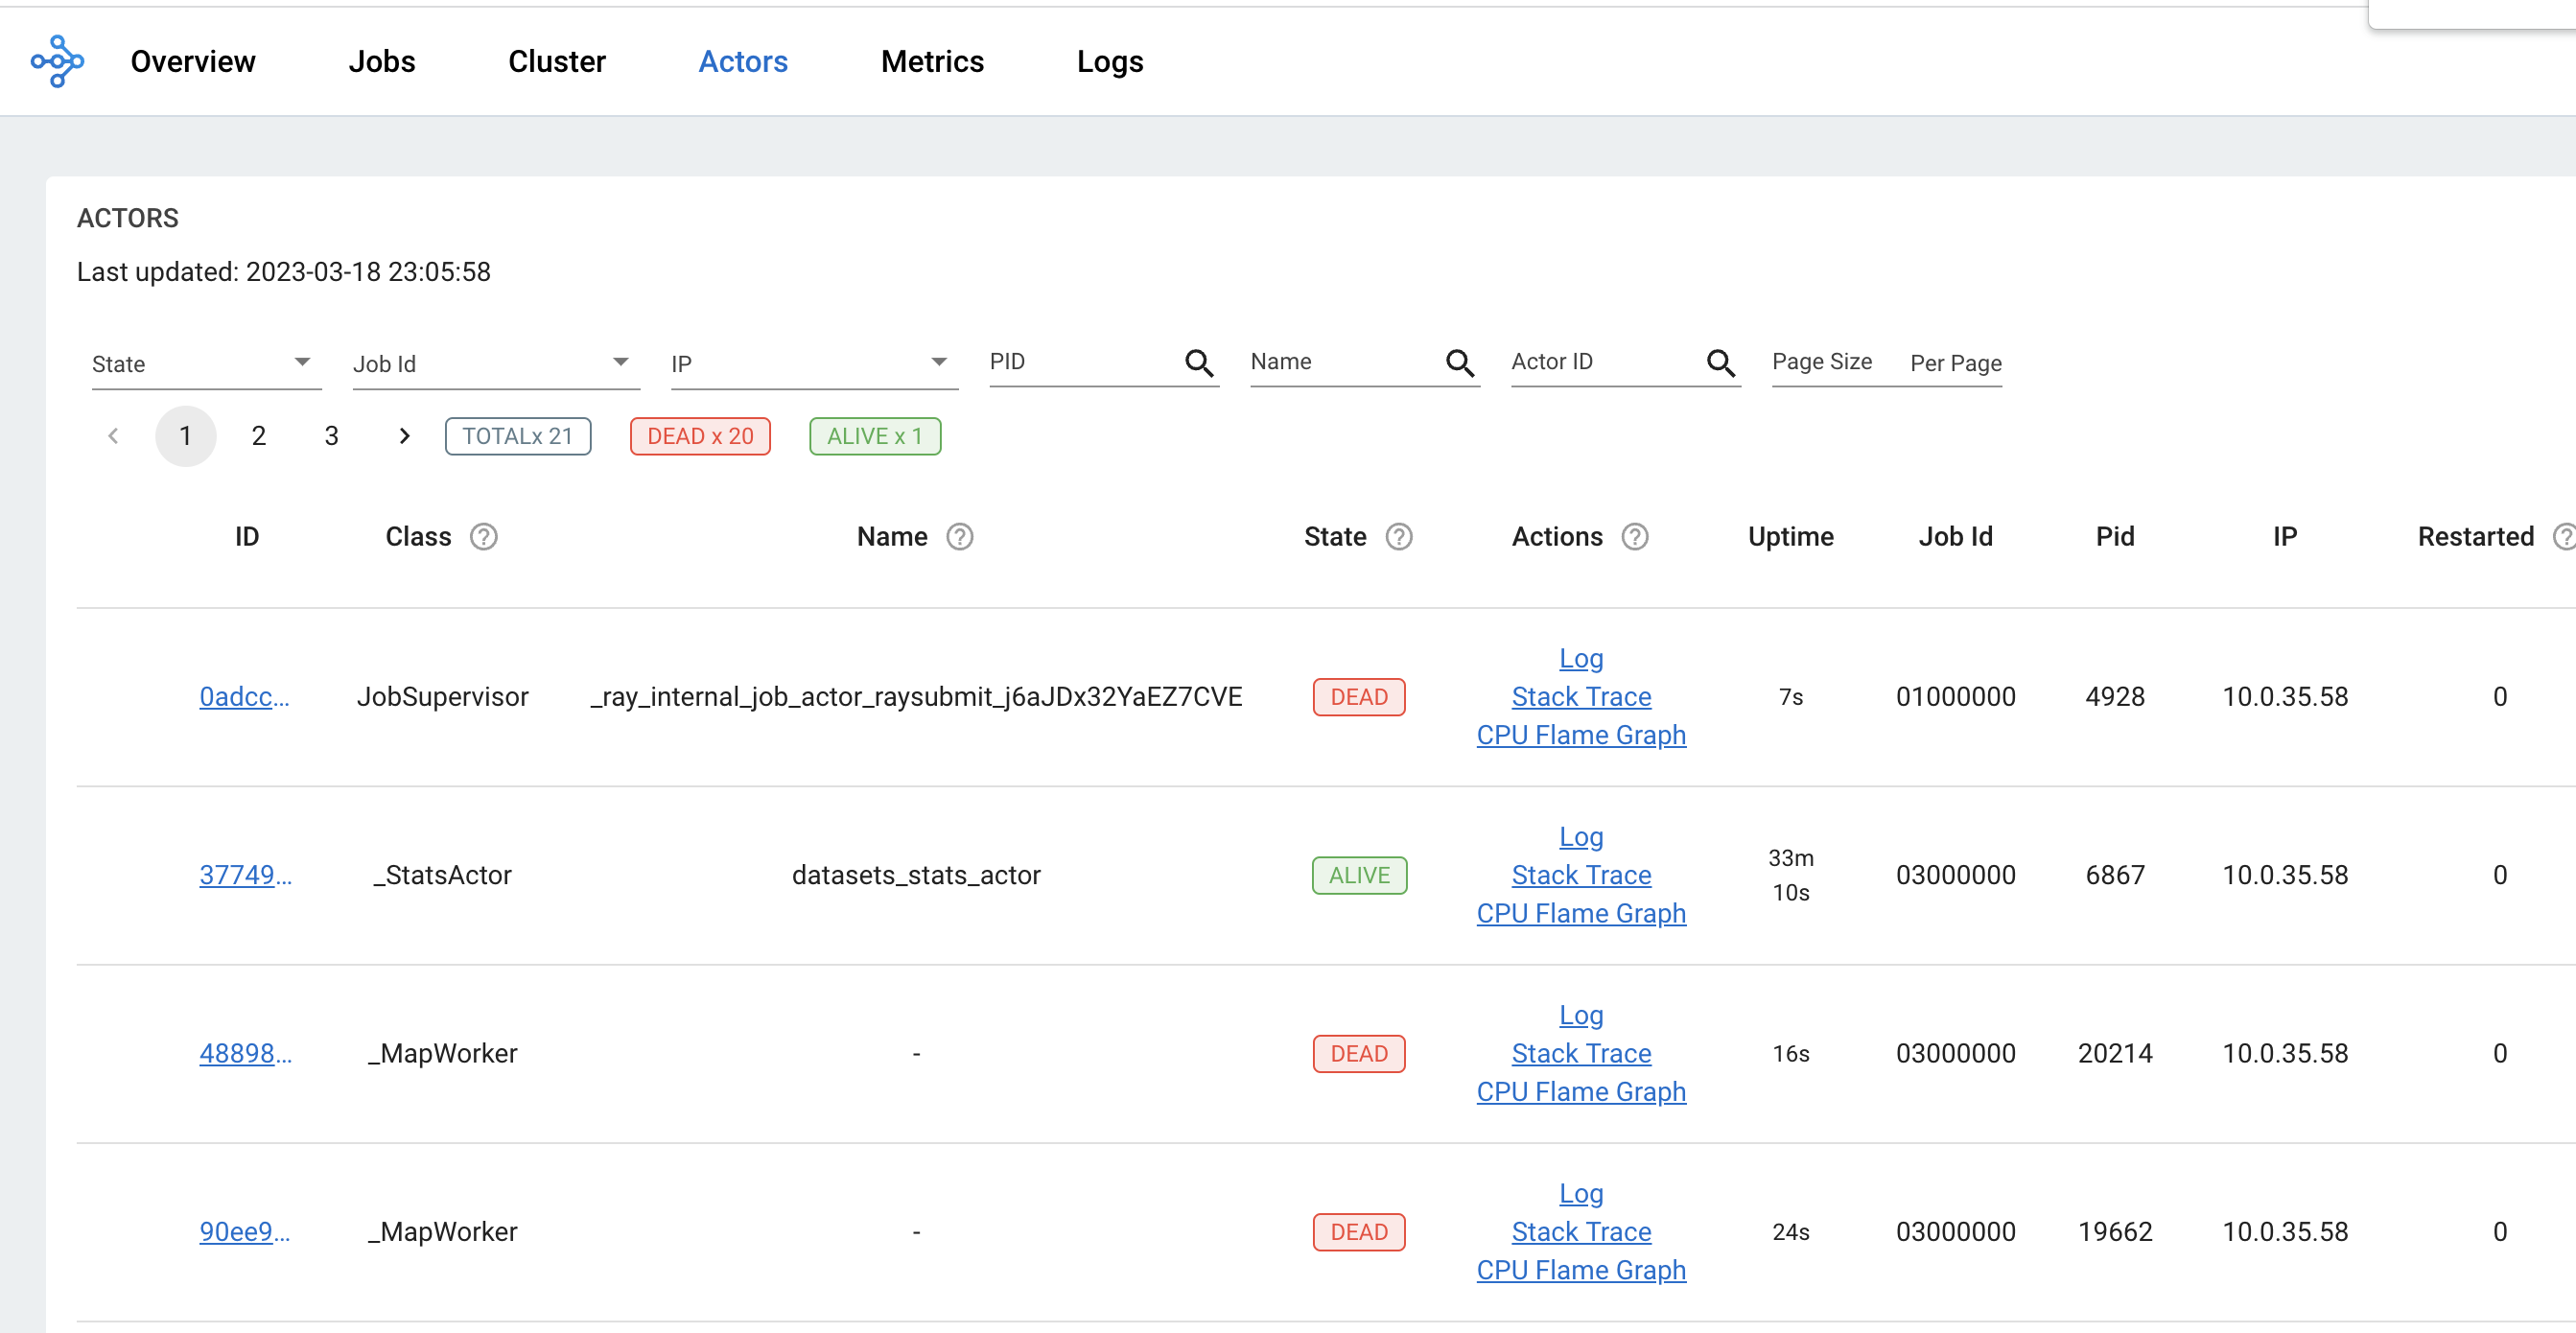 Overview Jobs Cluster Actors Metrics Logs
ACTORS
Last updated: 2023-03-18 23:05:58
State Job Id IP PID Name Actor ID Page Size Per Page
1 2 3 TOTALx 21 DEAD x 20 ALIVE x 1
ID Class Name State Actions Uptime Job Id Pid IP Restarted
Log
0adcc... JobSupervisor _ray_internal_job_actor_raysubmit_j6aJDx32YaEZ7CVE DEAD Stack Trace 7s 01000000 4928 10.0.35.58 0
CPU Flame Graph
Log
33m
37749... _StatsActor datasets_stats_actor ALIVE Stack Trace 03000000 6867 10.0.35.58 0
10s
CPU Flame Graph
Log
48898... _MapWorker - DEAD Stack Trace 16s 03000000 20214 10.0.35.58 0
CPU Flame Graph
Log
90ee9... _MapWorker - DEAD Stack Trace 24s 03000000 19662 10.0.35.58 0
CPU Flame Graph